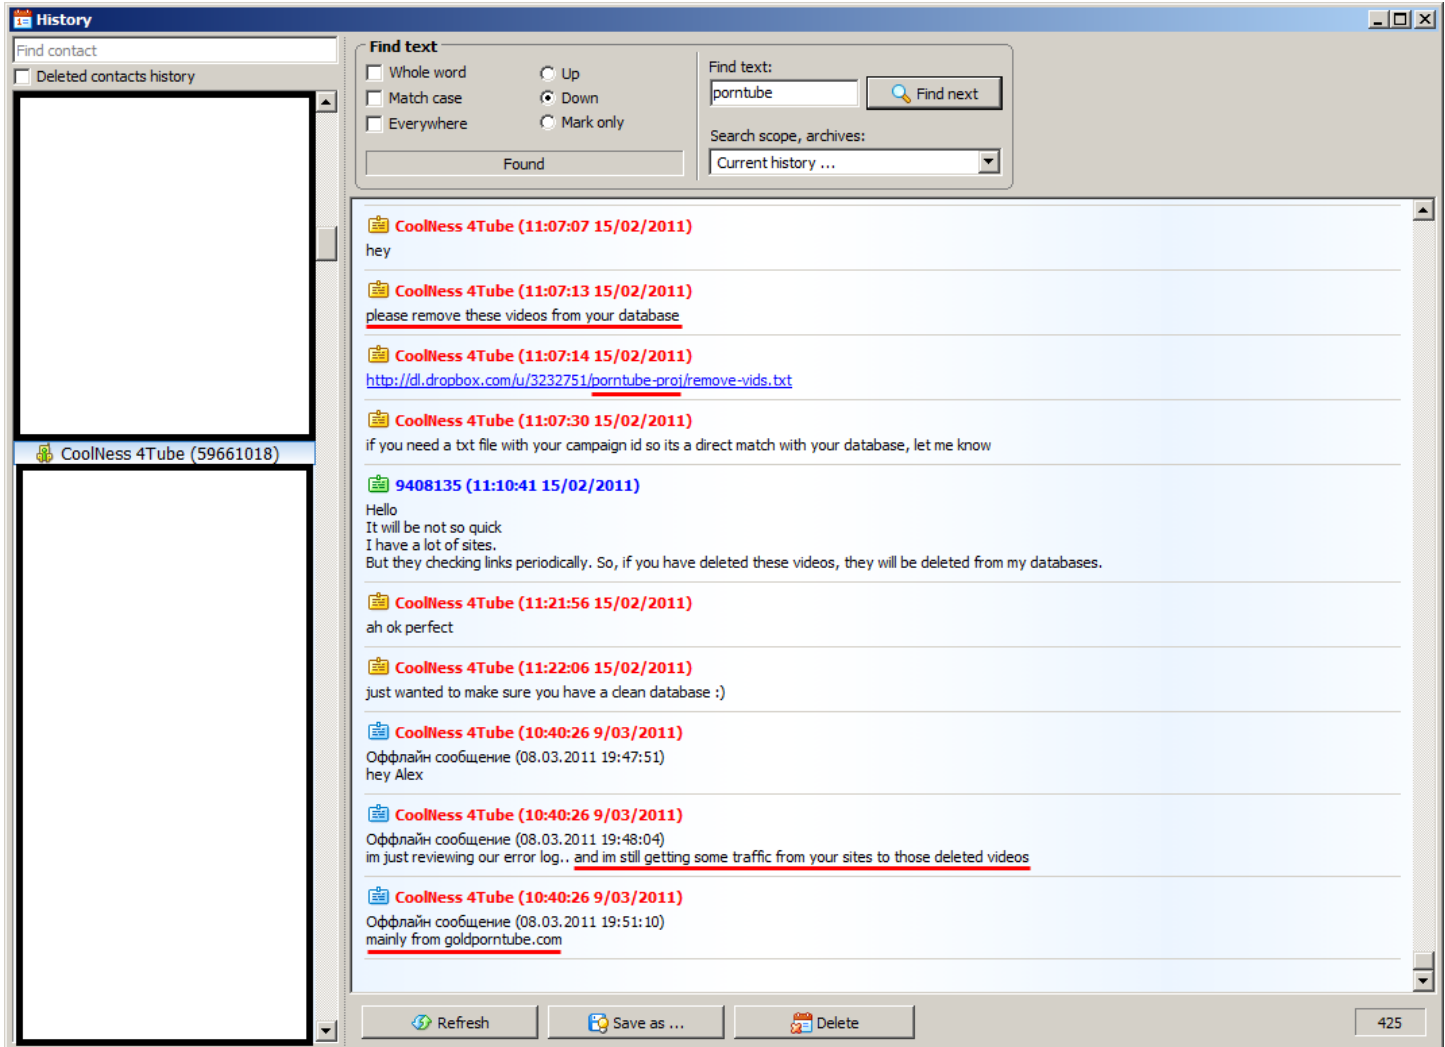 History
Find contact
Deleted contacts history
CoolNess 4Tube (59661018)
Find text
Whole word
Match case
Everywhere
Up
Down
Mark only
Found
Find text:
porntube
Find next
Search scope, archives:
Current history ...
CoolNess 4Tube (11:07:07 15/02/2011)
hey
CoolNess 4Tube (11:07:13 15/02/2011)
please remove these videos from your database
CoolNess 4Tube (11:07:14 15/02/2011)
http://dl.dropbox.com/u/3232751/porntube-proj/remove-vids.txt
CoolNess 4Tube (11:07:30 15/02/2011)
if you need a txt file with your campaign id so its a direct match with your database, let me know
9408135 (11:10:41 15/02/2011)
Hello
It will be not so quick
I have a lot of sites.
But they checking links periodically. So, if you have deleted these videos, they will be deleted from my databases.
CoolNess 4Tube (11:21:56 15/02/2011)
ah ok perfect
CoolNess 4Tube (11:22:06 15/02/2011)
just wanted to make sure you have a clean database :)
CoolNess 4Tube (10:40:26 9/03/2011)
Оффлайн сообщение (08.03.2011 19:47:51)
hey Alex
CoolNess 4Tube (10:40:26 9/03/2011)
Оффлайн сообщение (08.03.2011 19:48:04)
im just reviewing our error log.. and im still getting some traffic from your sites to those deleted videos
CoolNess 4Tube (10:40:26 9/03/2011)
Оффлайн сообщение (08.03.2011 19:51:10)
mainly from goldporntube.com
Refresh
Save as ...
Delete
425